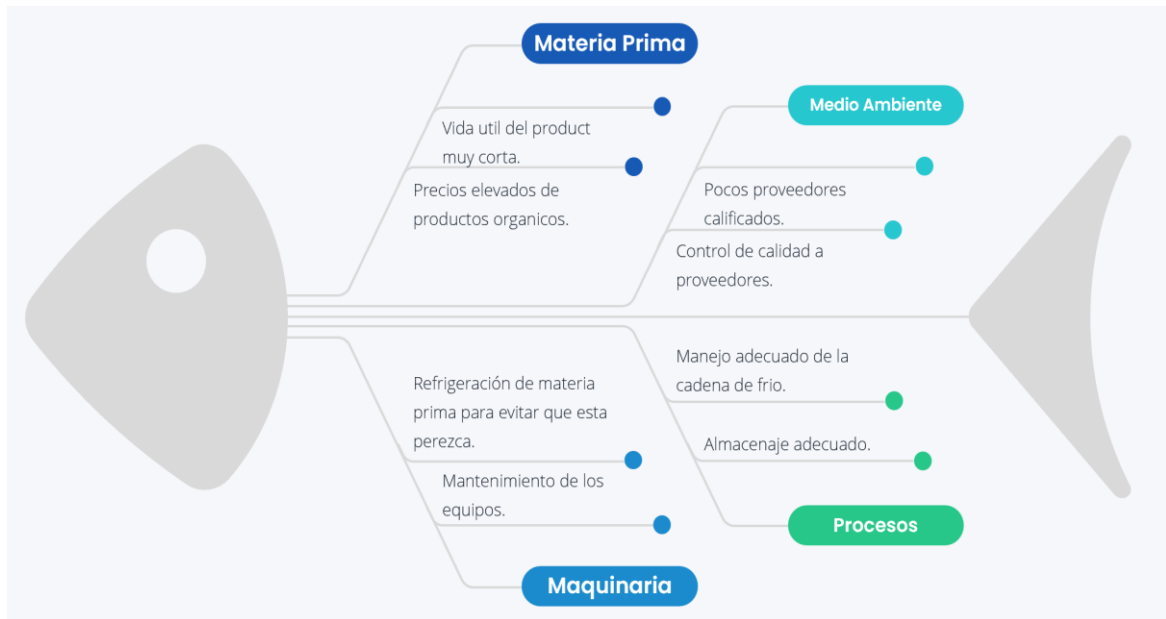 Materia Prima
Vida util del product
muy corta.
Precios elevados de
productos organicos.
Medio Ambiente
Pocos proveedores
calificados.
Control de calidad a
proveedores.
Refrigeración de materia
prima para evitar que esta
perezca.
Mantenimiento de los
equipos.
Maquinaria
Manejo adecuado de la
cadena de frio.
Almacenaje adecuado.
Procesos